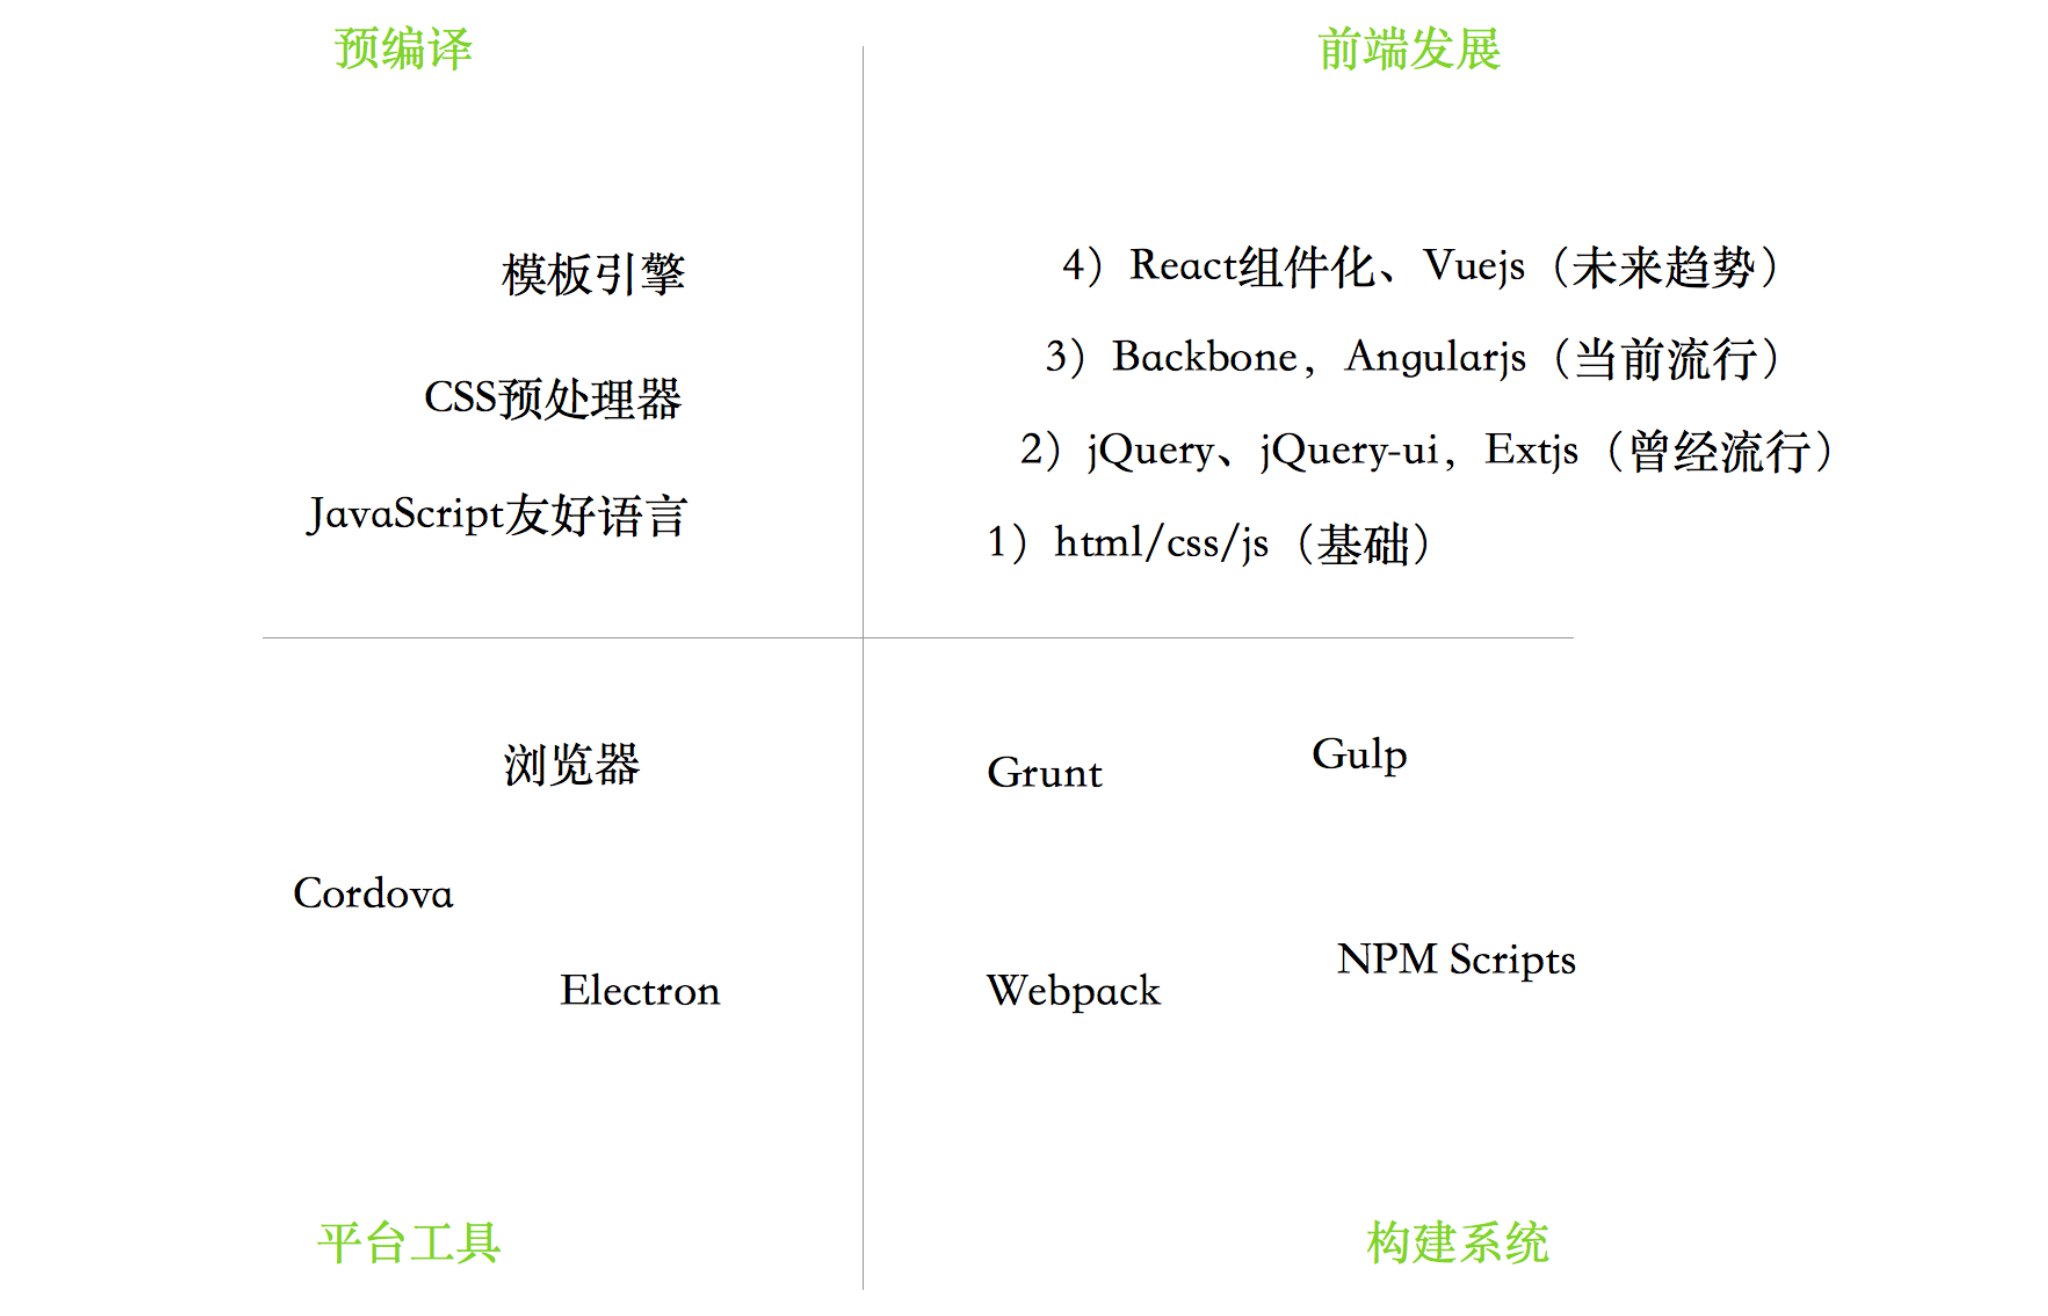 预编译
前端发展
模板引擎
CSS预处理器
JavaScript友好语言
4）React组件化、Vuejs（未来趋势）
3）Backbone，Angularjs（当前流行）
2）jQuery、jQuery-ui，Extjs（曾经流行）
1）html/css/js（基础）
浏览器
Cordova
Electron
Grunt
Gulp
Webpack
NPM Scripts
平台工具
构建系统